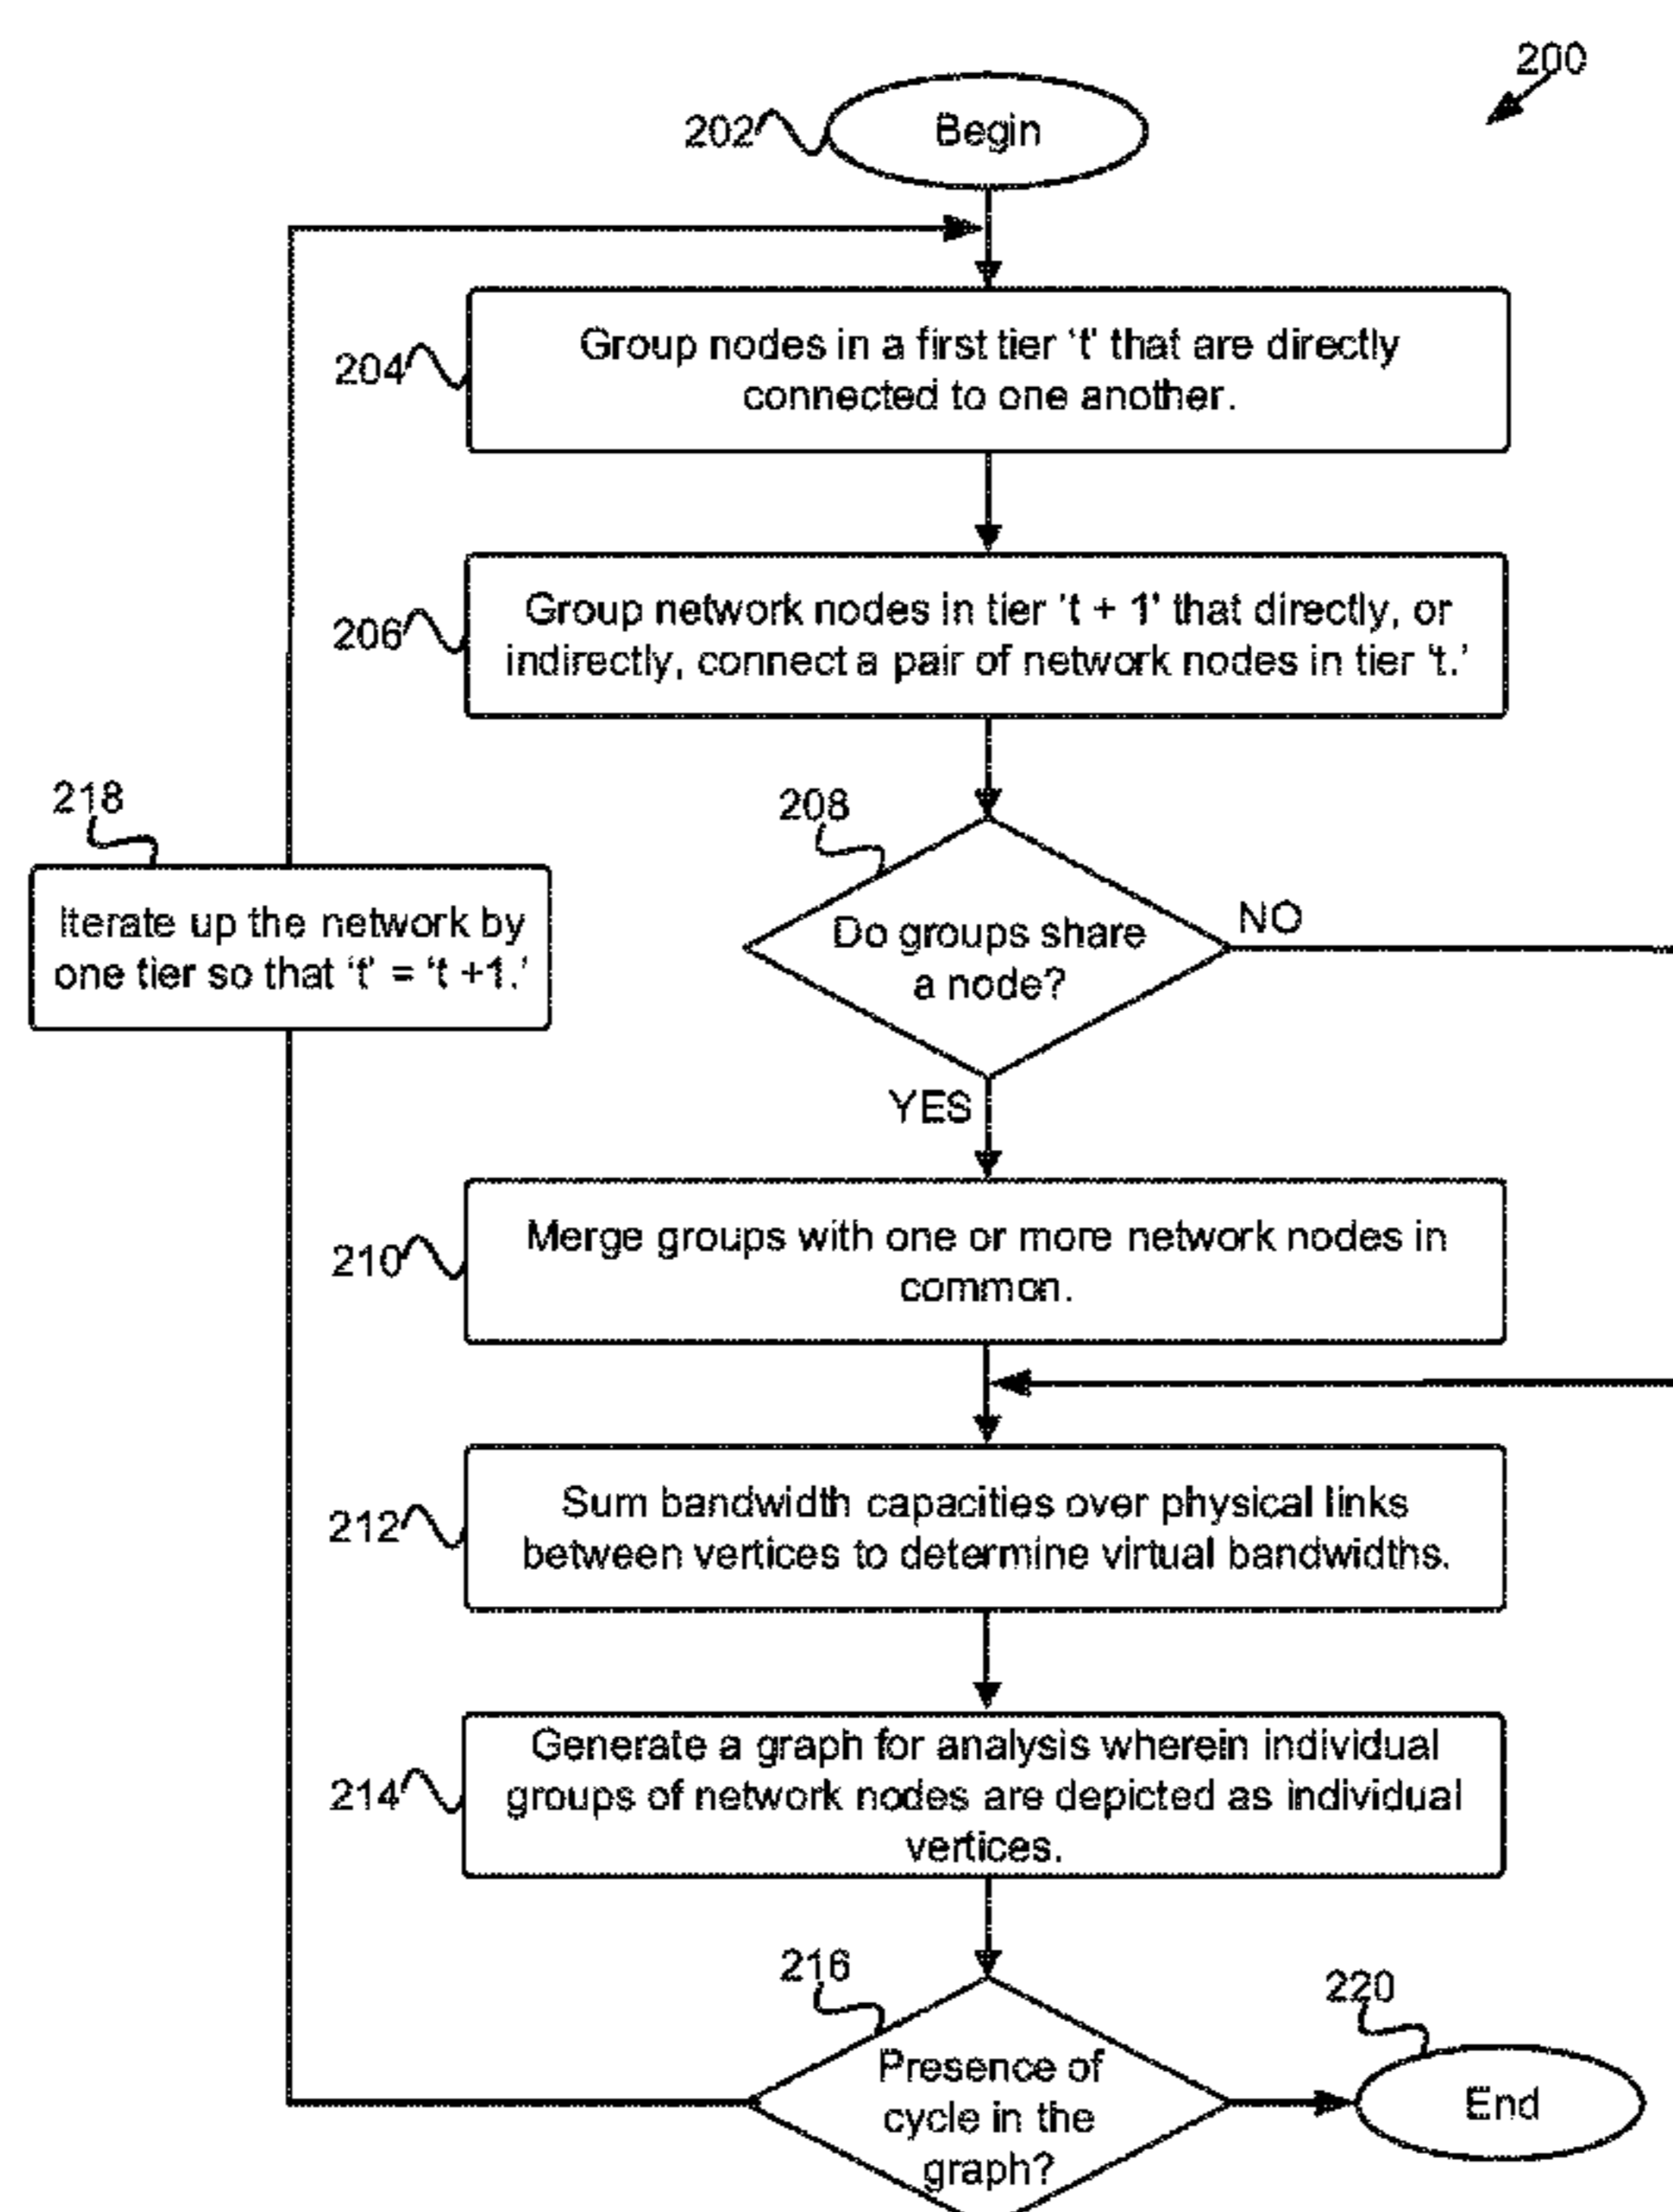 200
202
Begin
204
Group nodes in a first tier ‘t’ that are directly
connected to one another.
206
Group network nodes in tier ‘t + 1’ that directly, or
indirectly, connect a pair of network nodes in tier ‘t.’
218
Iterate up the network by
one tier so that ‘t’ = ‘t +1.’
208
Do groups share
a node?
NO
YES
210
Merge groups with one or more network nodes in
common.
212
Sum bandwidth capacities over physical links
between vertices to determine virtual bandwidths.
214
Generate a graph for analysis wherein individual
groups of network nodes are depicted as individual
vertices.
216
Presence of
cycle in the
graph?
220
End